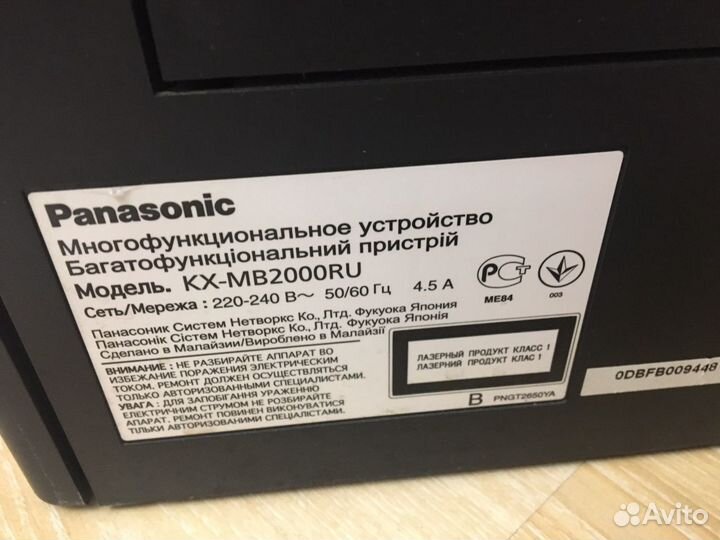 Panasonic
Многофункциональное устройство
Багатофункціональний пристрій
Модель. KX-MB2000RU
Сеть/Мережа : 220-240 В~ 50/60 Гц 4.5 А
Панасоник Систем Нетворкс Ко., Лтд. Фукуока Япония
Панасонік Сістем Нетворкс Ко., Лтд. Фукуока Японія
Сделано в Малайзии/Вироблено в Малайзії
ВНИМАНИЕ : НЕ РАЗБИРАЙТЕ АППАРАТ ВО
ИЗБЕЖАНИЕ ПОРАЖЕНИЯ ЭЛЕКТРИЧЕСКИМ
ТОКОМ. РЕМОНТ ДОЛЖЕН ОСУЩЕСТВЛЯТЬСЯ
ТОЛЬКО АВТОРИЗОВАННЫМИ СПЕЦИАЛИСТАМИ.
УВАГА : ДЛЯ ЗАПОБІГАННЯ УРАЖЕННЮ
ЕЛЕКТРИЧНИМ СТРУМОМ НЕ РОЗБИРАЙТЕ
АПАРАТ. РЕМОНТ ПОВИНЕН ВИКОНУВАТИСЯ
ТІЛЬКИ АВТОРИЗОВАНИМИ СПЕЦІАЛІСТАМИ.
РСТ
ME84
003
ЛАЗЕРНЫЙ ПРОДУКТ КЛАСС 1
ЛАЗЕРНИЙ ПРОДУКТ КЛАС 1
B PNGT2650YA
0DBFB009448
Avito